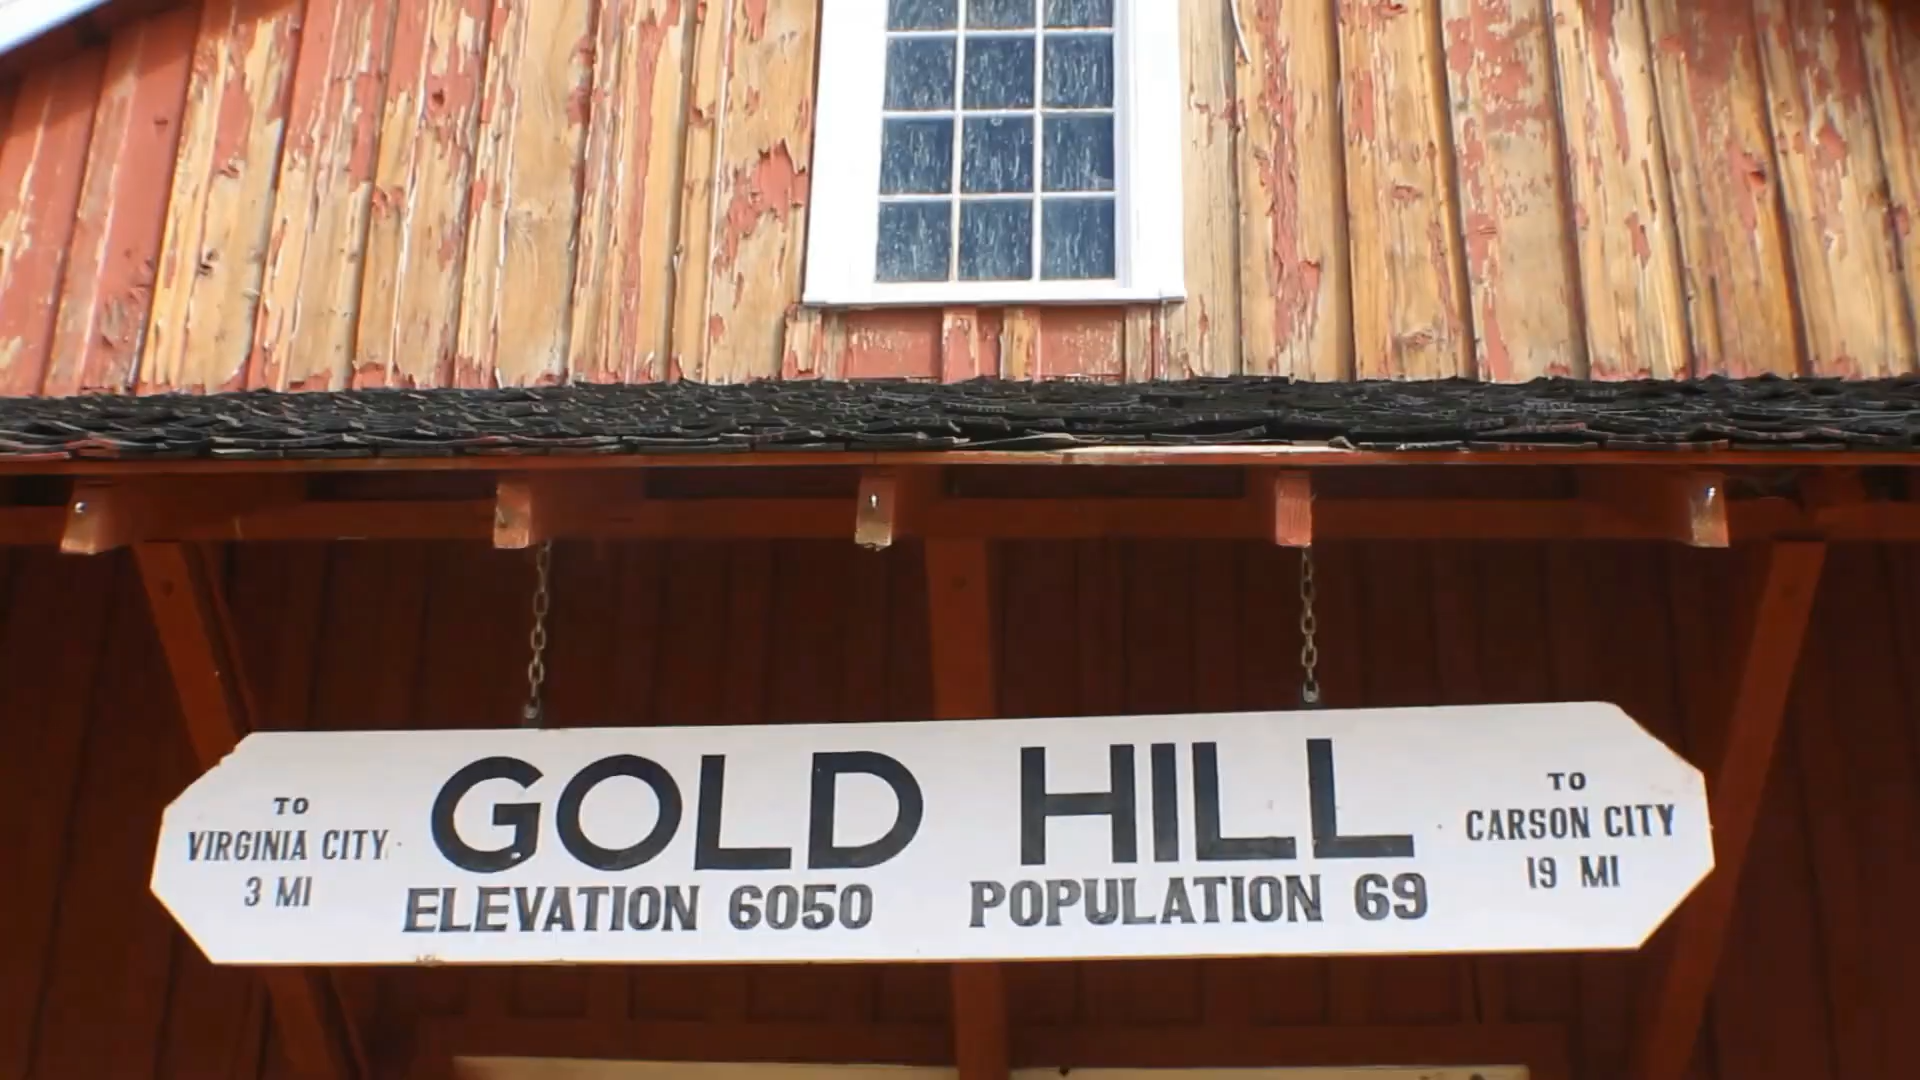 GOLD HILL
ELEVATION 6050 POPULATION 69
TO
VIRGINIA CITY
3 MI
TO
CARSON CITY
19 MI